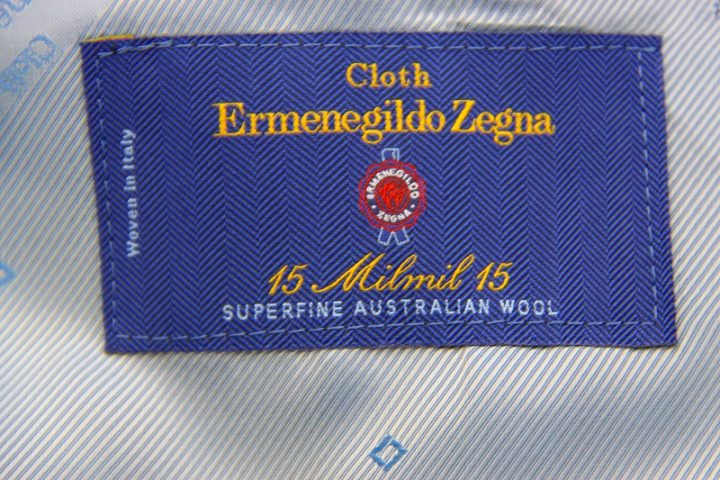 Cloth
Ermenegildo Zegna
Woven in Italy
ERMENEGILDO
ZEGNA
15 Milmil 15
SUPERFINE AUSTRALIAN WOOL